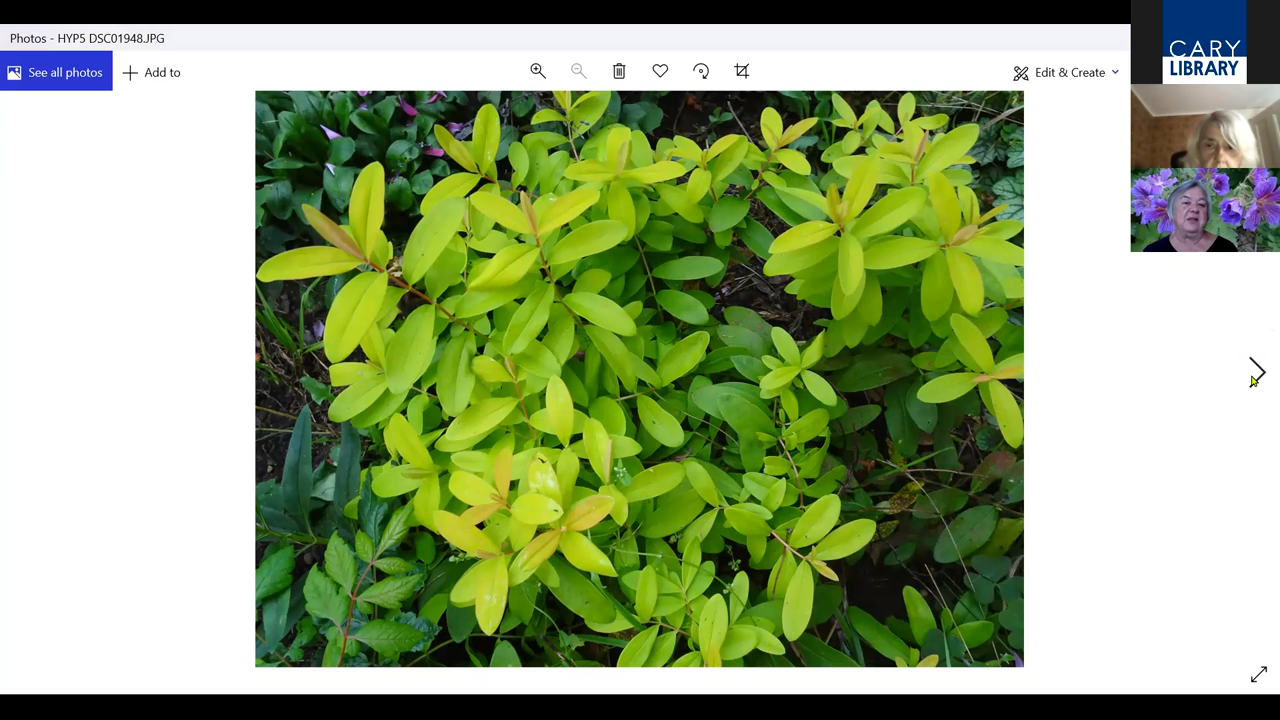 Photos - HYP5 DSC01948.JPG
See all photos
Add to
Edit & Create
CARY
LIBRARY